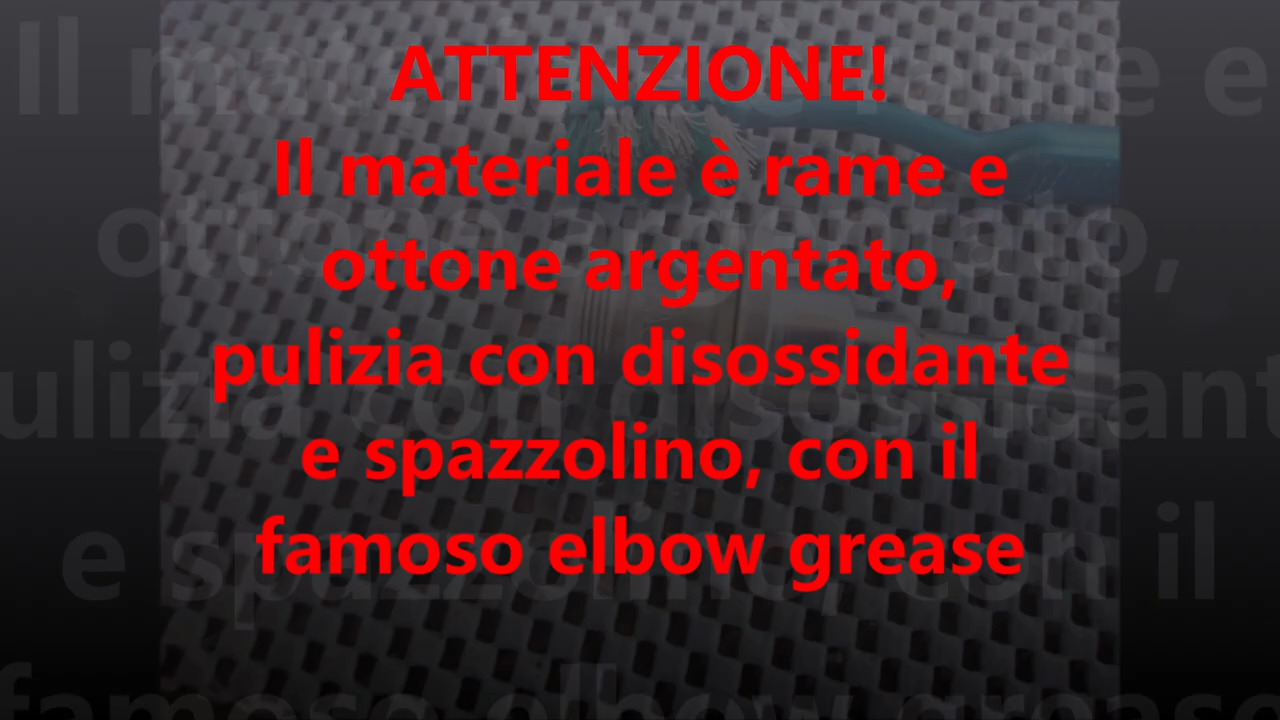 ATTENZIONE!
Il materiale è rame e
ottone argentato,
pulizia con disossidante
e spazzolino, con il
famoso elbow grease